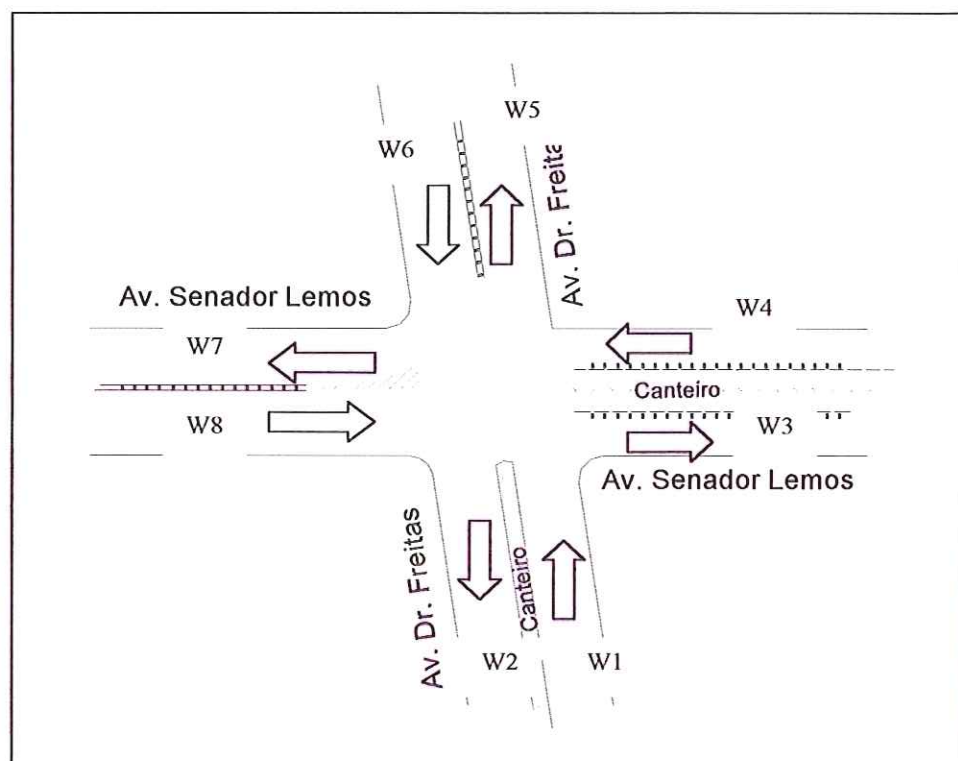 W5
W6
Av. Dr. Freita
Av. Senador Lemos
W4
W7
Canteiro
W8
W3
Av. Senador Lemos
Av. Dr. Freitas
Canteiro
W2
W1